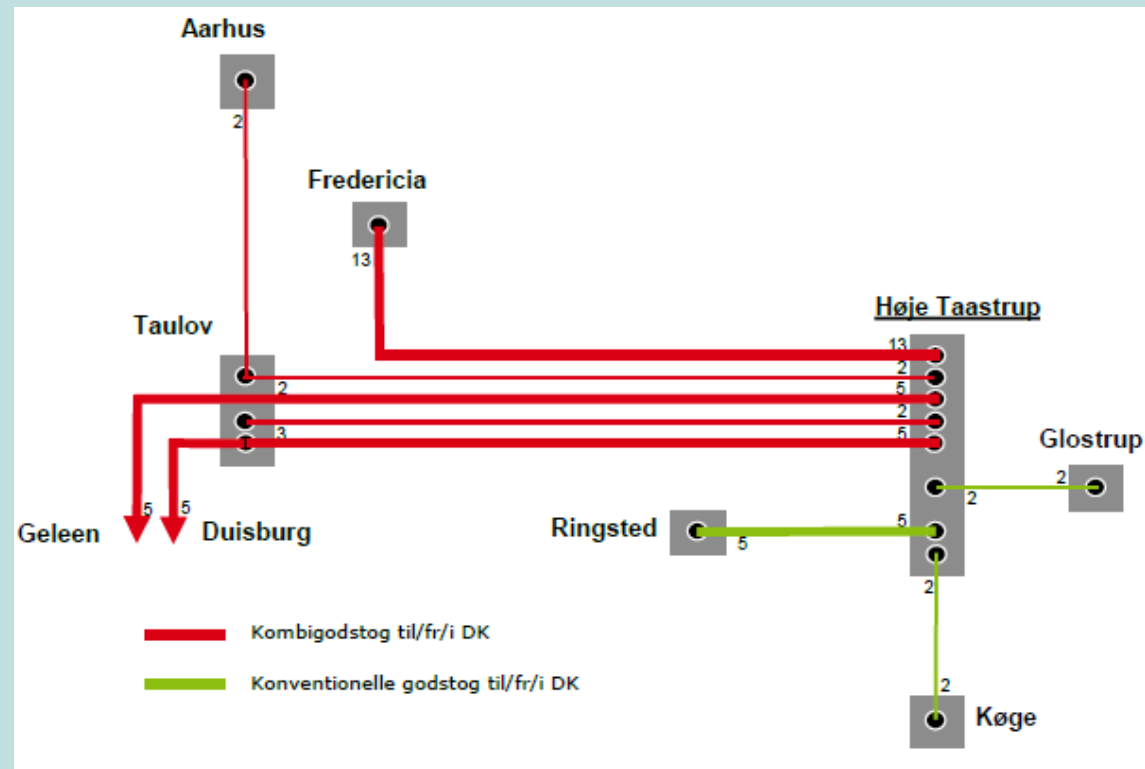 Aarhus
2
Fredericia
13
Høje Taastrup
Taulov
13
2
2
5
2
3
5
Glostrup
2
2
5
5
Geleen
Duisburg
Ringsted
5
5
2
Kombigodstog til/fr/i DK
Konventionelle godstog til/fr/i DK
2
Køge